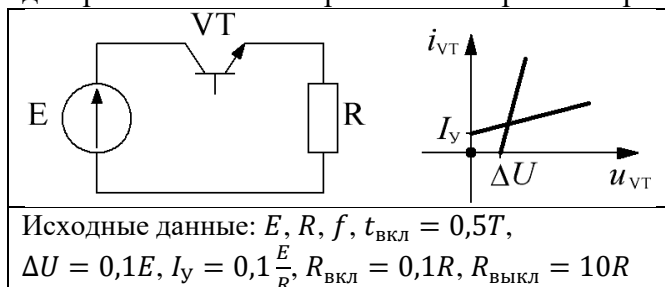 VT
E
R
i_VT
I_У
ΔU
u_VT
Исходные данные: E, R, f, t_вкл = 0,5T,
ΔU = 0,1E, I_У = 0,1 E/R, R_вкл = 0,1R, R_выкл = 10R